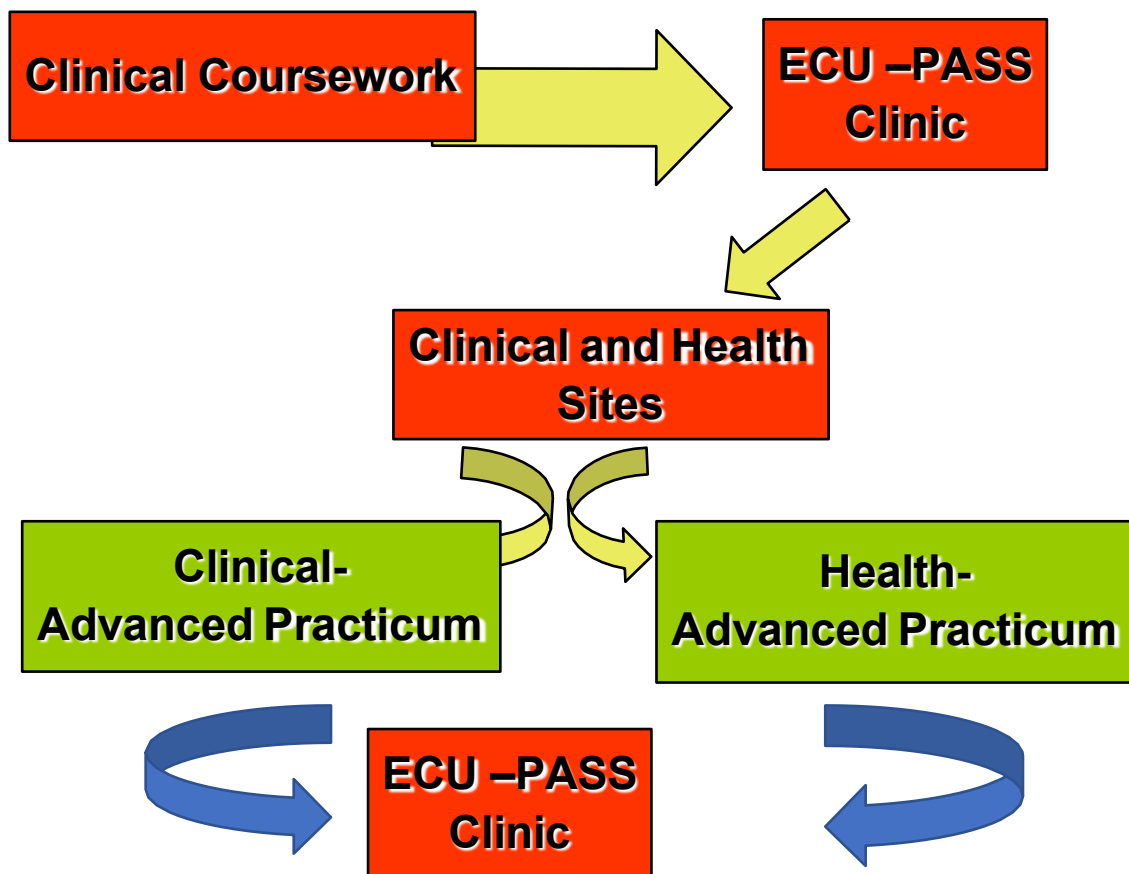 Clinical Coursework
ECU –PASS
Clinic
Clinical and Health
Sites
Clinical-
Advanced Practicum
Health-
Advanced Practicum
ECU –PASS
Clinic